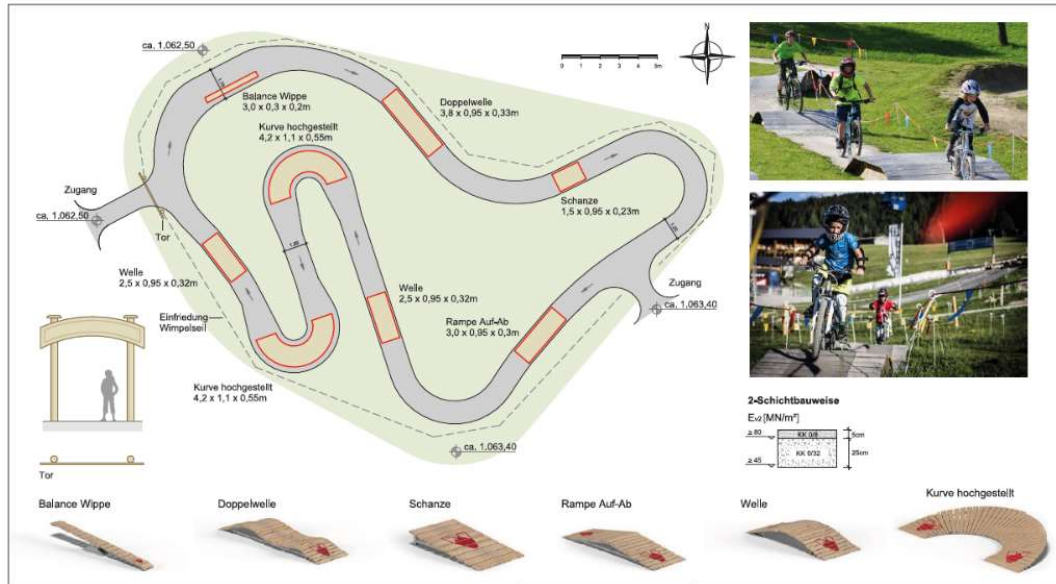 ca. 1.062,50
N
0 1 2 3 4 5m
Balance Wippe
3,0 x 0,3 x 0,2m
Doppelwelle
3,8 x 0,95 x 0,33m
Kurve hochgestellt
4,2 x 1,1 x 0,55m
Zugang
ca. 1.062,50
Tor
Schanze
1,5 x 0,95 x 0,23m
Welle
2,5 x 0,95 x 0,32m
Welle
2,5 x 0,95 x 0,32m
Zugang
ca. 1.063,40
Einfriedung
Wimpelseil
Rampe Auf-Ab
3,0 x 0,95 x 0,3m
Kurve hochgestellt
4,2 x 1,1 x 0,55m
ca. 1.063,40
Tor
2-Schichtbauweise
Ev2 [MN/m²]
≥ 80
KK 0/8
5cm
KK 0/32
25cm
≥ 45
Balance Wippe
Doppelwelle
Schanze
Rampe Auf-Ab
Welle
Kurve hochgestellt